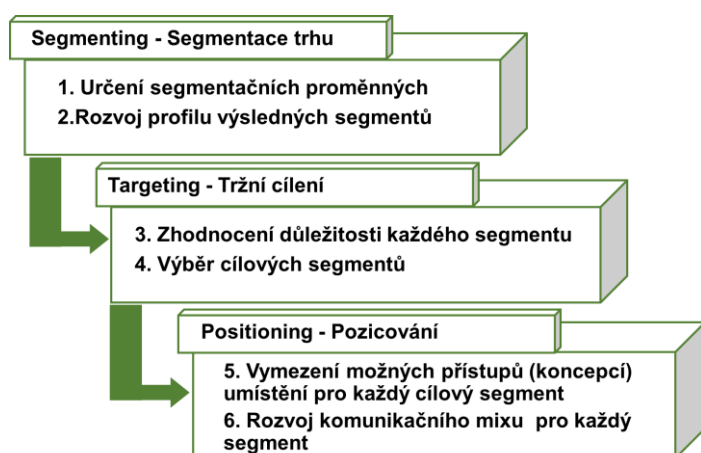 Segmenting - Segmentace trhu
1. Určení segmentačních proměnných
2.Rozvoj profilu výsledných segmentů
Targeting - Tržní cílení
3. Zhodnocení důležitosti každého segmentu
4. Výběr cílových segmentů
Positioning - Pozicování
5. Vymezení možných přístupů (koncepcí)
umístění pro každý cílový segment
6. Rozvoj komunikačního mixu pro každý
segment